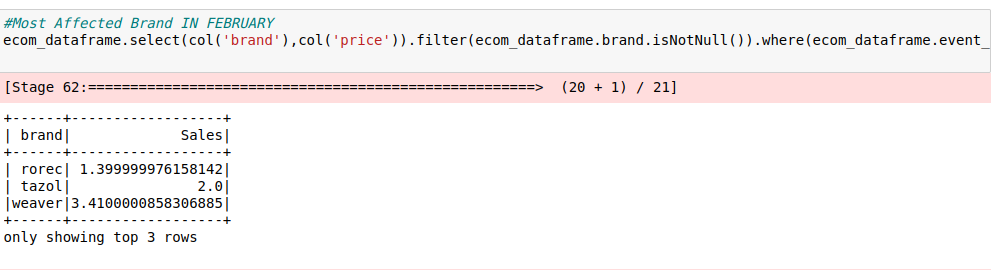 #Most Affected Brand IN FEBRUARY
ecom_dataframe.select(col('brand'),col('price')).filter(ecom_dataframe.brand.isNotNull()).where(ecom_dataframe.event_
[Stage 62:=====================================================>   (20 + 1) / 21]
+------+------------------+
| brand|             Sales|
+------+------------------+
| rorec| 1.399999976158142|
| tazol|               2.0|
|weaver|3.4100000858306885|
+------+------------------+
only showing top 3 rows